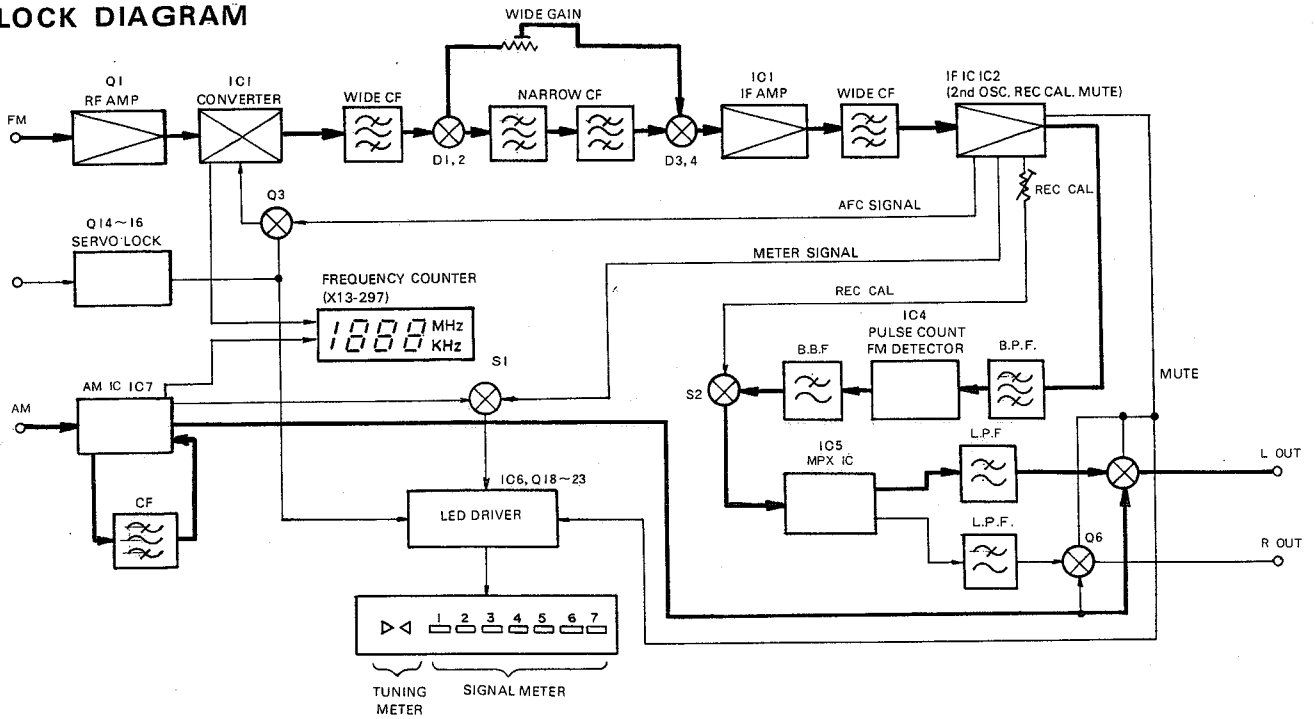 LOCK DIAGRAM
WIDE GAIN
Q1
RF AMP
IC1
CONVERTER
WIDE CF
NARROW CF
IC1
IF AMP
WIDE CF
IF IC IC2
(2nd OSC, REC CAL. MUTE)
FM
D1, 2
D3, 4
Q3
REC CAL
AFC SIGNAL
Q14~16
SERVO LOCK
METER SIGNAL
FREQUENCY COUNTER
(X13-297)
1888 MHz
KHz
REC CAL
IC4
PULSE COUNT
FM DETECTOR
B.B.F
B.P.F.
S1
S2
MUTE
AM IC IC7
AM
IC5
MPX IC
L.P.F
L OUT
CF
IC6, Q18~23
LED DRIVER
L.P.F.
Q6
R OUT
1 2 3 4 5 6 7
TUNING
METER
SIGNAL METER